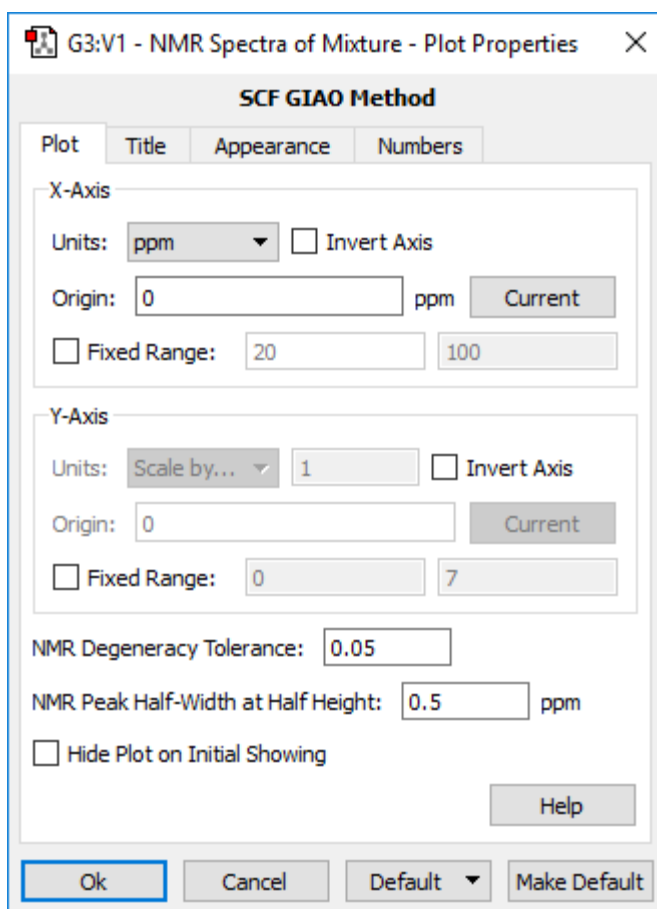 G3:V1 - NMR Spectra of Mixture - Plot Properties
SCF GIAO Method
Plot Title Appearance Numbers
X-Axis
Units: ppm Invert Axis
Origin: 0 ppm Current
Fixed Range: 20 100
Y-Axis
Units: Scale by... 1 Invert Axis
Origin: 0 Current
Fixed Range: 0 7
NMR Degeneracy Tolerance: 0.05
NMR Peak Half-Width at Half Height: 0.5 ppm
Hide Plot on Initial Showing
Help
Ok Cancel Default Make Default